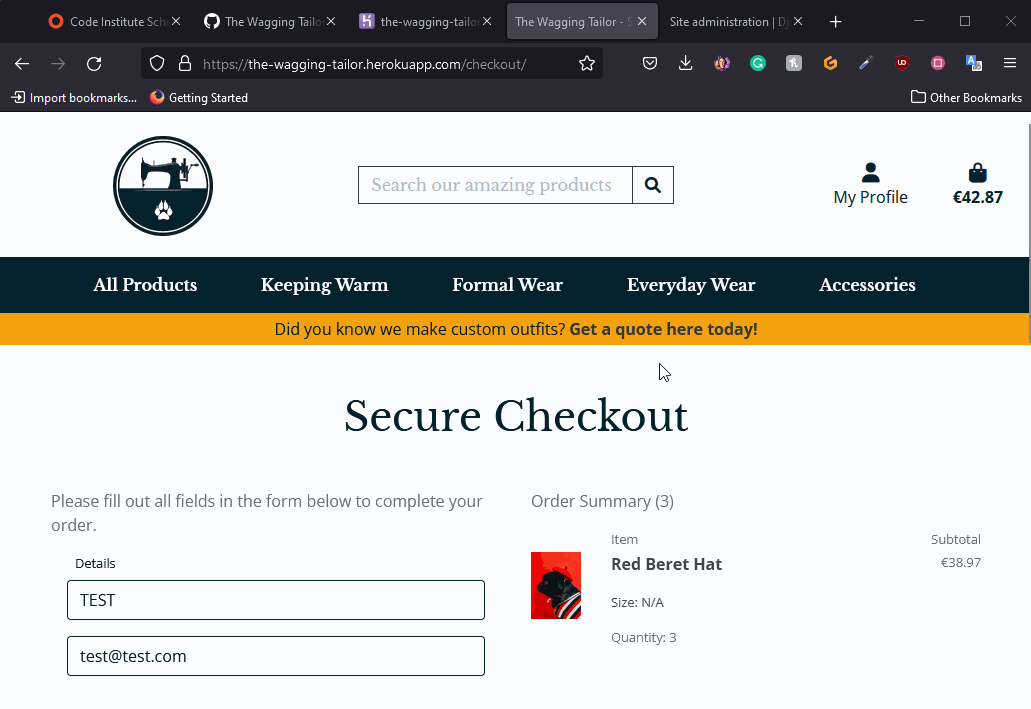 Code Institute Sch
The Wagging Tailor
the-wagging-tailor
The Wagging Tailor - S
Site administration | Dj
https://the-wagging-tailor.herokuapp.com/checkout/
Import bookmarks...
Getting Started
Other Bookmarks
Search our amazing products
My Profile
€42.87
All Products
Keeping Warm
Formal Wear
Everyday Wear
Accessories
Did you know we make custom outfits? Get a quote here today!
Secure Checkout
Please fill out all fields in the form below to complete your
order.
Details
TEST
test@test.com
Order Summary (3)
Item
Subtotal
Red Beret Hat
€38.97
Size: N/A
Quantity: 3